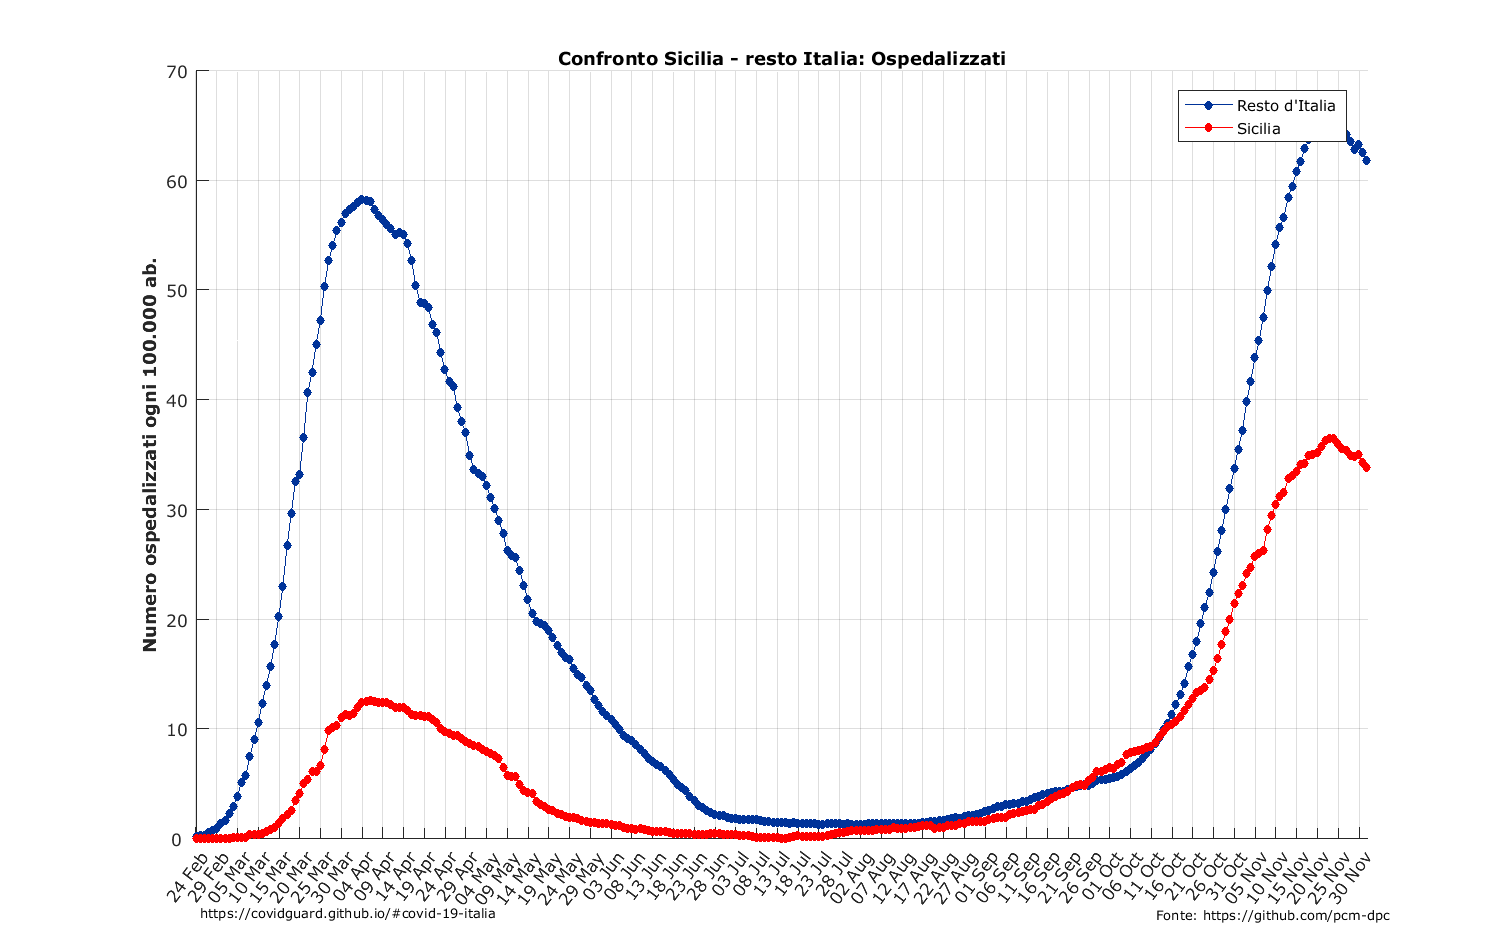 Confronto Sicilia - resto Italia: Ospedalizzati
Resto d'Italia
Sicilia
Numero ospedalizzati ogni 100.000 ab.
70
60
50
40
30
20
10
0
24 Feb
29 Feb
05 Mar
10 Mar
15 Mar
20 Mar
25 Mar
30 Mar
04 Apr
09 Apr
14 Apr
19 Apr
24 Apr
29 Apr
04 May
09 May
14 May
19 May
24 May
29 May
03 Jun
08 Jun
13 Jun
18 Jun
23 Jun
28 Jun
03 Jul
08 Jul
13 Jul
18 Jul
23 Jul
28 Jul
02 Aug
07 Aug
12 Aug
17 Aug
22 Aug
27 Aug
01 Sep
06 Sep
11 Sep
16 Sep
21 Sep
26 Sep
01 Oct
06 Oct
11 Oct
16 Oct
21 Oct
26 Oct
31 Oct
05 Nov
10 Nov
15 Nov
20 Nov
25 Nov
30 Nov
https://covidguard.github.io/#covid-19-italia
Fonte: https://github.com/pcm-dpc